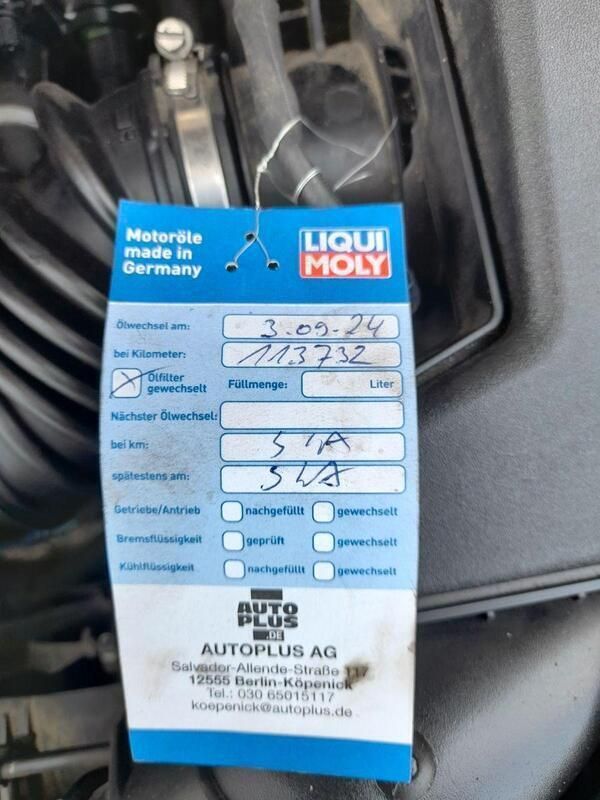 Motoröle
made in
Germany
LIQUI
MOLY
Ölwechsel am: 3.09.24
bei Kilometer: 113732
Ölfilter
gewechselt
Füllmenge: Liter
Nächster Ölwechsel:
bei km:
spätestens am:
Getriebe/Antrieb nachgefüllt gewechselt
Bremsflüssigkeit geprüft gewechselt
Kühlflüssigkeit nachgefüllt gewechselt
AUTO
PLUS
.DE
AUTOPLUS AG
Salvador-Allende-Straße 117
12555 Berlin-Köpenick
Tel.: 030 65015117
koepenick@autoplus.de